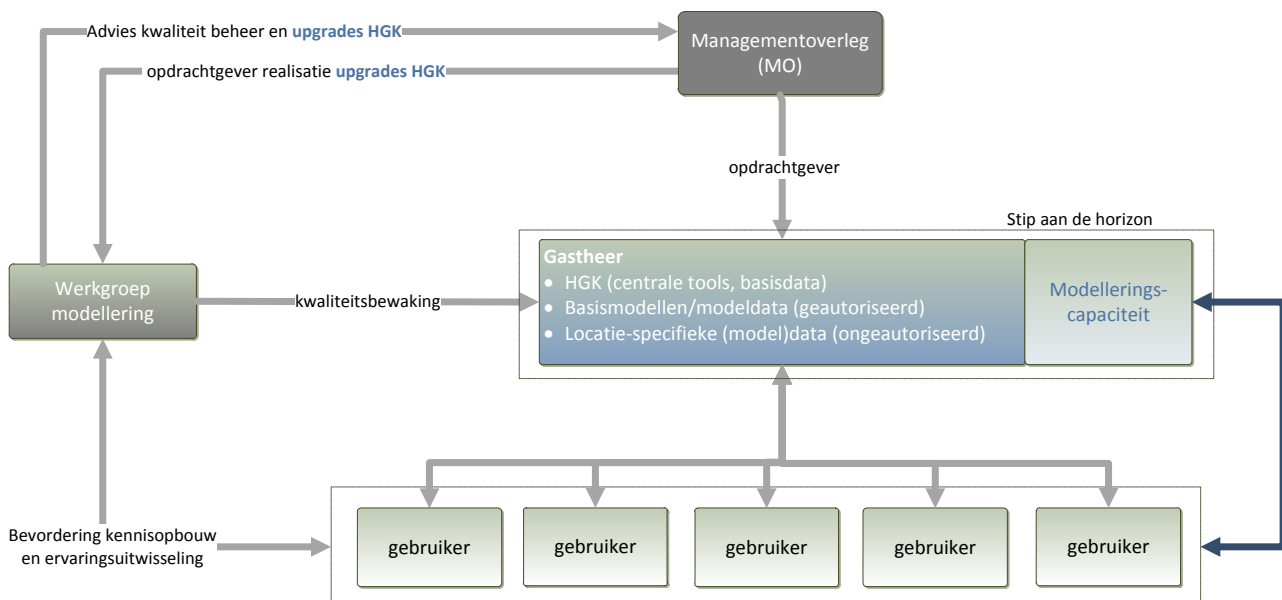 Advies kwaliteit beheer en upgrades HGK
Managementoverleg
(MO)
opdrachtgever realisatie upgrades HGK
opdrachtgever
Stip aan de horizon
Werkgroep
modellering
kwaliteitsbewaking
Gastheer
• HGK (centrale tools, basisdata)
• Basismodellen/modeldata (geautoriseerd)
• Locatie-specifieke (model)data (ongeautoriseerd)
Modellerings-
capaciteit
Bevordering kennisopbouw
en ervaringsuitwisseling
gebruiker
gebruiker
gebruiker
gebruiker
gebruiker